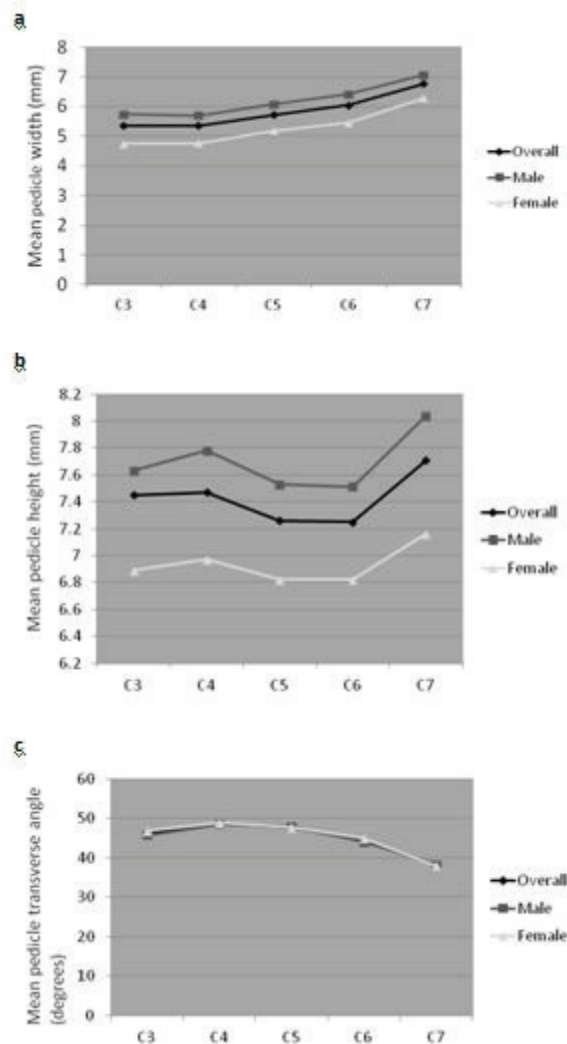 a
Mean pedicle width (mm)
8
7
6
5
4
3
2
1
0
C3 C4 C5 C6 C7
Overall
Male
Female
b
Mean pedicle height (mm)
8.2
8
7.8
7.6
7.4
7.2
7
6.8
6.6
6.4
6.2
C3 C4 C5 C6 C7
Overall
Male
Female
c
Mean pedicle transverse angle
(degrees)
60
50
40
30
20
10
0
C3 C4 C5 C6 C7
Overall
Male
Female